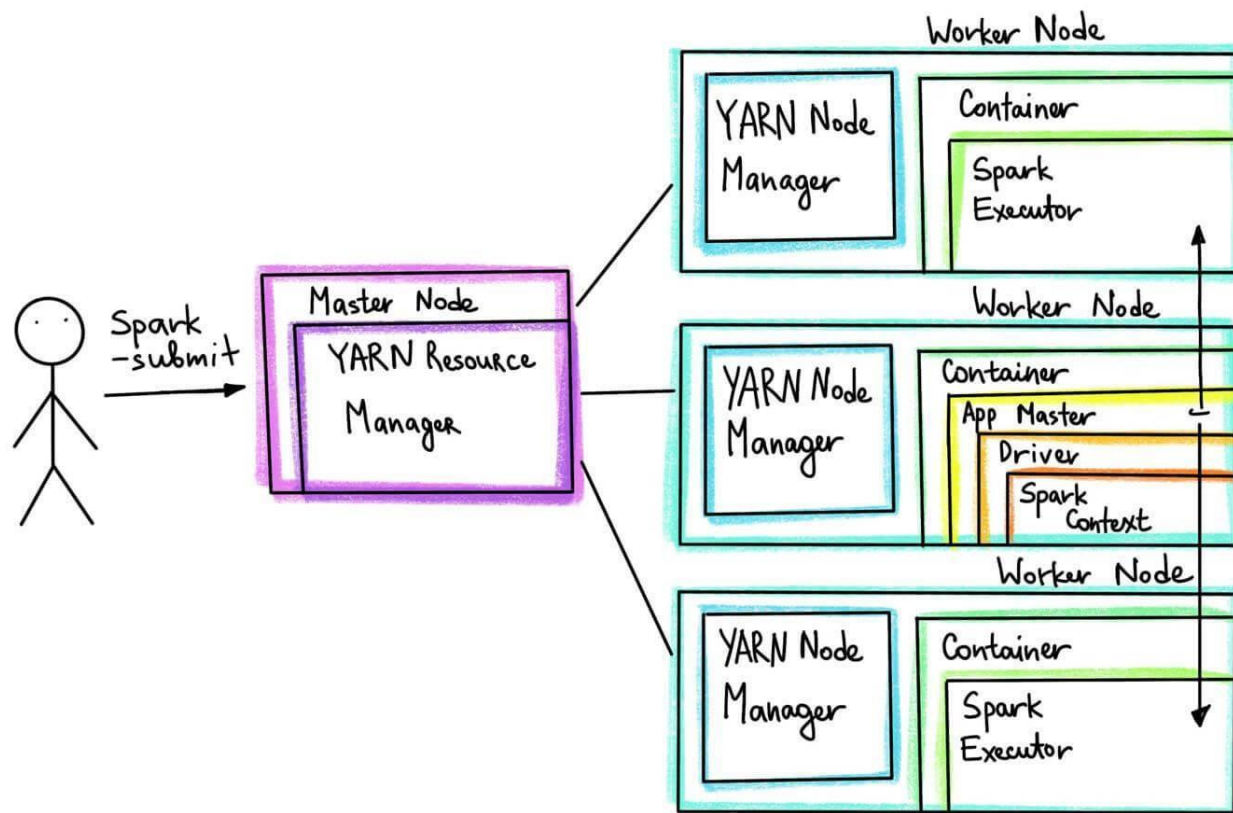 Spark
-submit
Master Node
YARN Resource
Manager
Worker Node
YARN Node
Manager
Container
Spark
Executor
Worker Node
YARN Node
Manager
Container
App Master
Driver
Spark
Context
Worker Node
YARN Node
Manager
Container
Spark
Executor